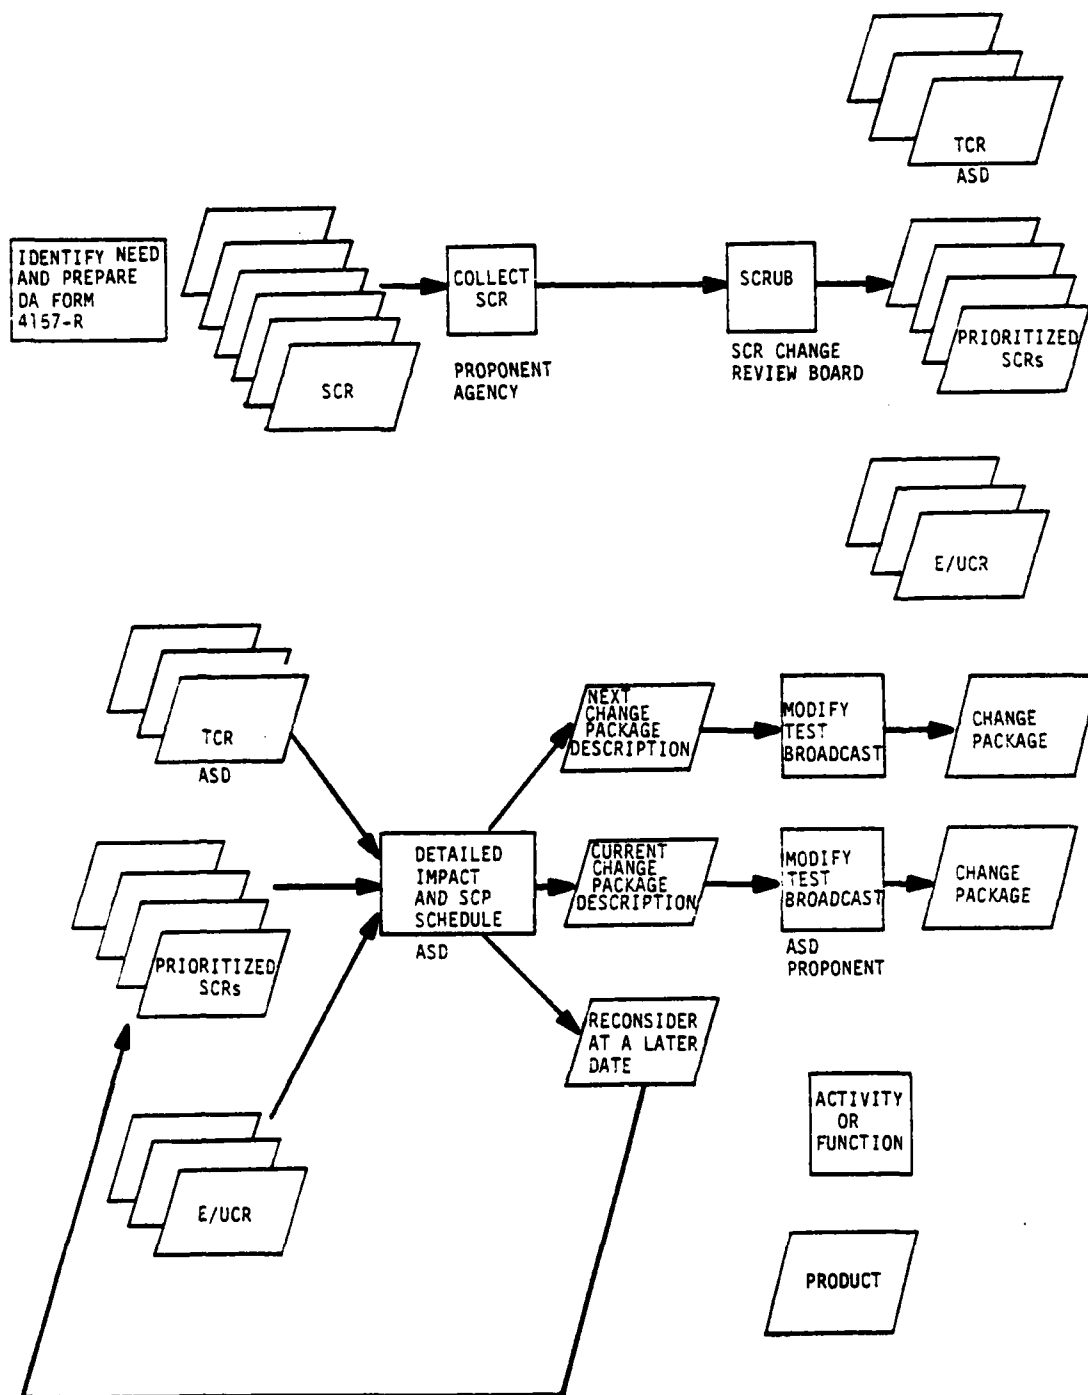 TCR
ASD
IDENTIFY NEED
AND PREPARE
DA FORM
4157-R
SCR
COLLECT
SCR
PROPONENT
AGENCY
SCRUB
SCR CHANGE
REVIEW BOARD
PRIORITIZED
SCRs
E/UCR
TCR
ASD
PRIORITIZED
SCRs
E/UCR
DETAILED
IMPACT
AND SCP
SCHEDULE
ASD
NEXT
CHANGE
PACKAGE
DESCRIPTION
MODIFY
TEST
BROADCAST
CHANGE
PACKAGE
CURRENT
CHANGE
PACKAGE
DESCRIPTION
MODIFY
TEST
BROADCAST
ASD
PROPONENT
CHANGE
PACKAGE
RECONSIDER
AT A LATER
DATE
ACTIVITY
OR
FUNCTION
PRODUCT